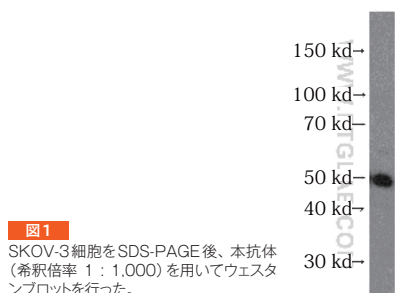 150 kd→
100 kd→
70 kd→
50 kd→
40 kd→
30 kd→
図1
SKOV-3細胞をSDS-PAGE後、本抗体
（希釈倍率 1：1,000）を用いてウェスタ
ンブロットを行った。